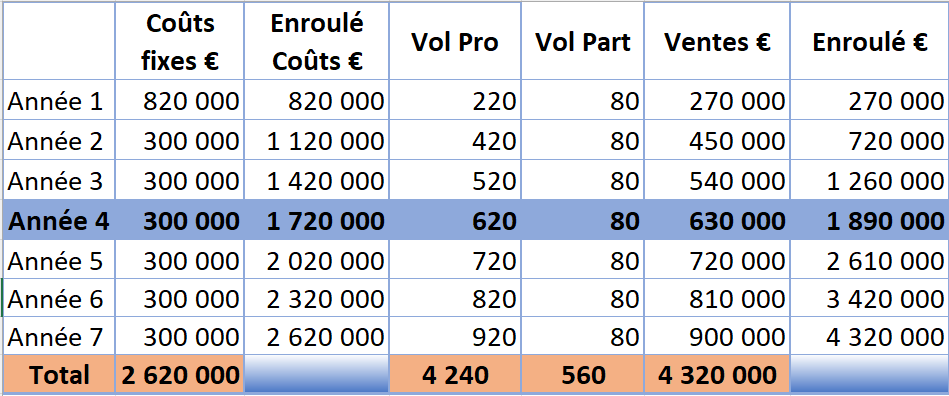 Coûts fixes € Enroulé Coûts € Vol Pro Vol Part Ventes € Enroulé €
Année 1 820 000 820 000 220 80 270 000 270 000
Année 2 300 000 1 120 000 420 80 450 000 720 000
Année 3 300 000 1 420 000 520 80 540 000 1 260 000
Année 4 300 000 1 720 000 620 80 630 000 1 890 000
Année 5 300 000 2 020 000 720 80 720 000 2 610 000
Année 6 300 000 2 320 000 820 80 810 000 3 420 000
Année 7 300 000 2 620 000 920 80 900 000 4 320 000
Total 2 620 000 4 240 560 4 320 000